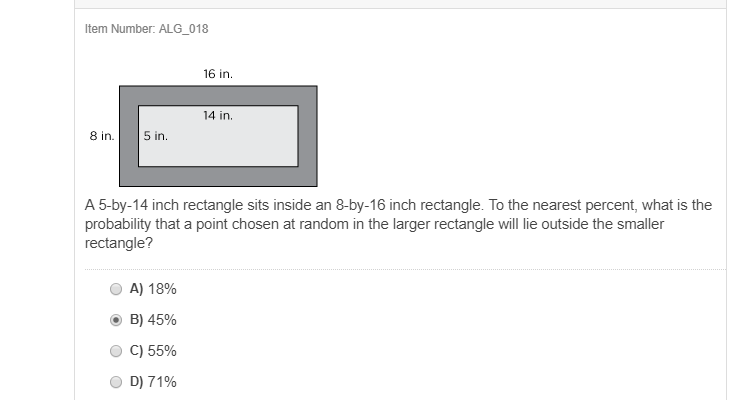 Item Number: ALG_018
16 in.
14 in.
8 in.
5 in.
A 5-by-14 inch rectangle sits inside an 8-by-16 inch rectangle. To the nearest percent, what is the
probability that a point chosen at random in the larger rectangle will lie outside the smaller
rectangle?
A) 18%
B) 45%
C) 55%
D) 71%